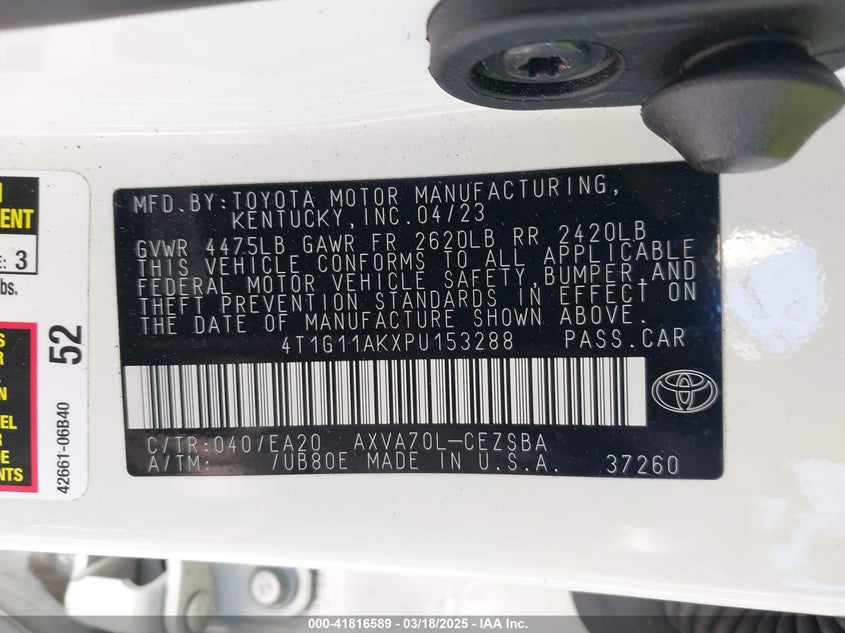 MFD.BY:TOYOTA MOTOR MANUFACTURING,
KENTUCKY,INC.04/23
GVWR 4475LB GAWR FR 2620LB RR 2420LB
THIS VEHICLE CONFORMS TO ALL APPLICABLE
FEDERAL MOTOR VEHICLE SAFETY,BUMPER,AND
THEFT PREVENTION STANDARDS IN EFFECT ON
THE DATE OF MANUFACTURE SHOWN ABOVE.
4T1G11AKXPU153288 PASS.CAR
C/TR:040/EA20 AXVA70L-CEZSBA
A/TM: /UB80E MADE IN U.S.A. 37260
E: 3
bs.
52
42661-06B40
000-41816589 - 03/18/2025 - IAA Inc.